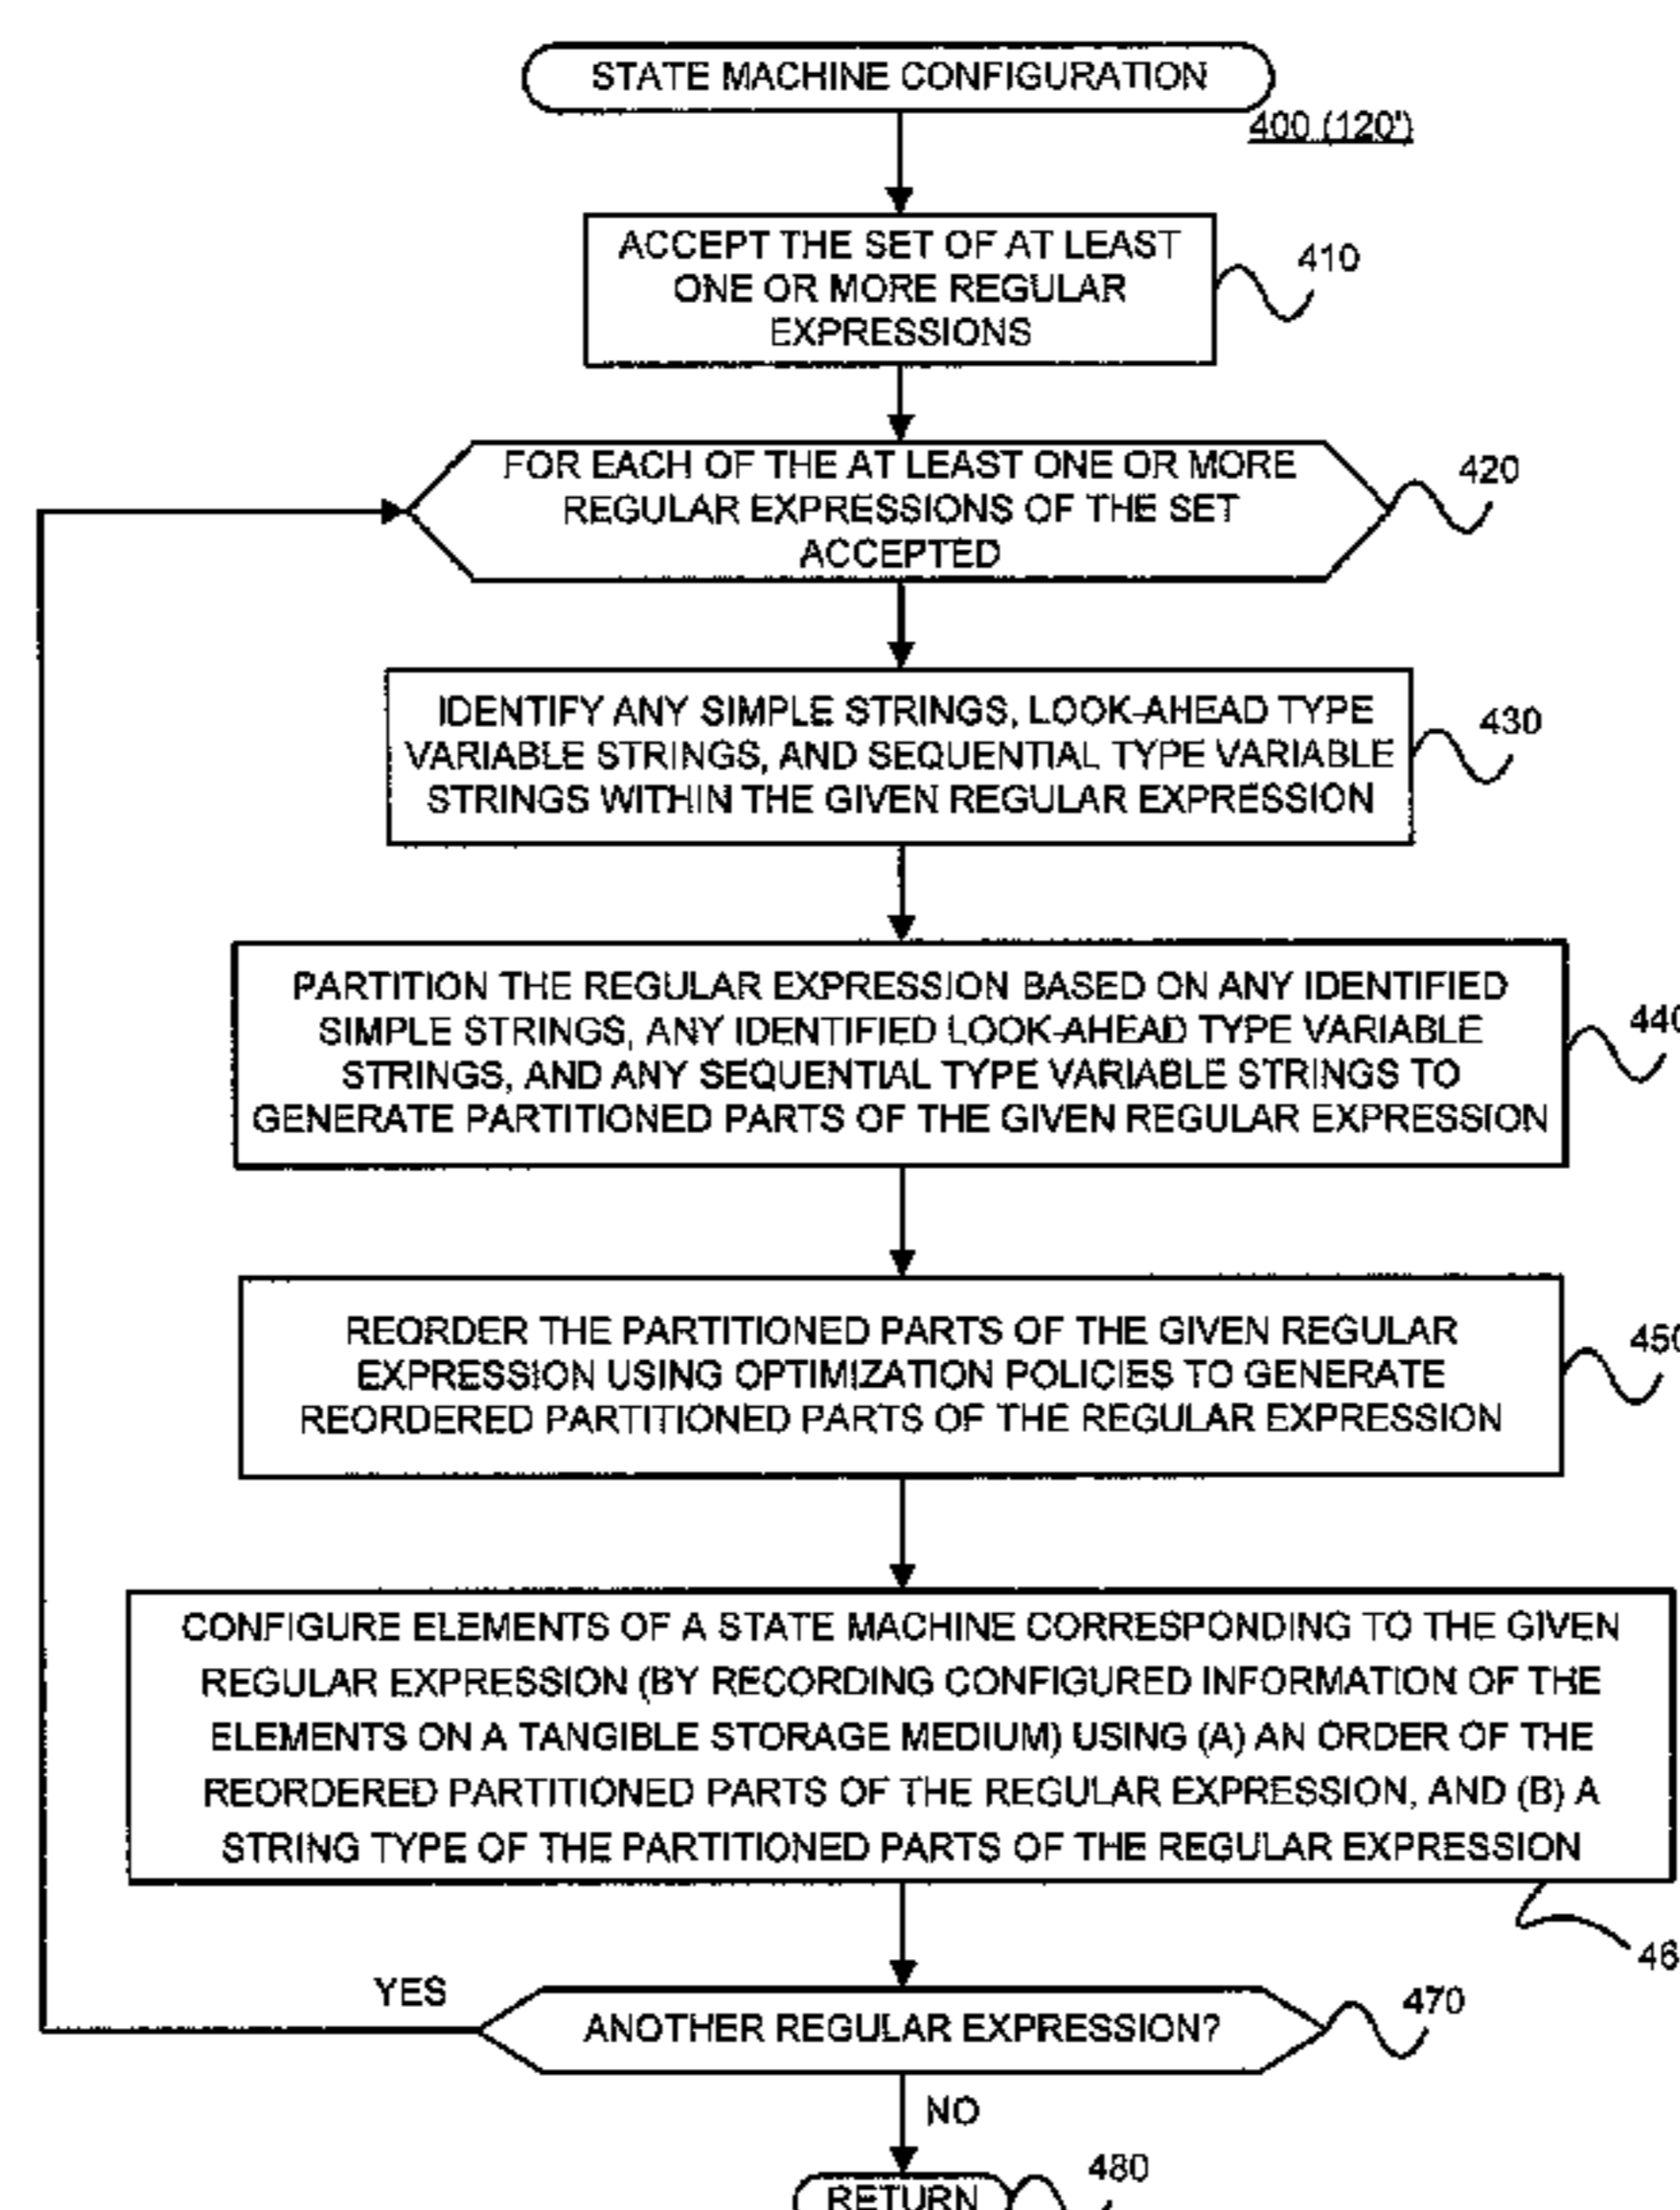 STATE MACHINE CONFIGURATION
400 (120')
ACCEPT THE SET OF AT LEAST
ONE OR MORE REGULAR
EXPRESSIONS
410
FOR EACH OF THE AT LEAST ONE OR MORE
REGULAR EXPRESSIONS OF THE SET
ACCEPTED
420
IDENTIFY ANY SIMPLE STRINGS, LOOK-AHEAD TYPE
VARIABLE STRINGS, AND SEQUENTIAL TYPE VARIABLE
STRINGS WITHIN THE GIVEN REGULAR EXPRESSION
430
PARTITION THE REGULAR EXPRESSION BASED ON ANY IDENTIFIED
SIMPLE STRINGS, ANY IDENTIFIED LOOK-AHEAD TYPE VARIABLE
STRINGS, AND ANY SEQUENTIAL TYPE VARIABLE STRINGS TO
GENERATE PARTITIONED PARTS OF THE GIVEN REGULAR EXPRESSION
440
REORDER THE PARTITIONED PARTS OF THE GIVEN REGULAR
EXPRESSION USING OPTIMIZATION POLICIES TO GENERATE
REORDERED PARTITIONED PARTS OF THE REGULAR EXPRESSION
450
CONFIGURE ELEMENTS OF A STATE MACHINE CORRESPONDING TO THE GIVEN
REGULAR EXPRESSION (BY RECORDING CONFIGURED INFORMATION OF THE
ELEMENTS ON A TANGIBLE STORAGE MEDIUM) USING (A) AN ORDER OF THE
REORDERED PARTITIONED PARTS OF THE REGULAR EXPRESSION, AND (B) A
STRING TYPE OF THE PARTITIONED PARTS OF THE REGULAR EXPRESSION
46
YES
ANOTHER REGULAR EXPRESSION?
470
NO
RETURN
480